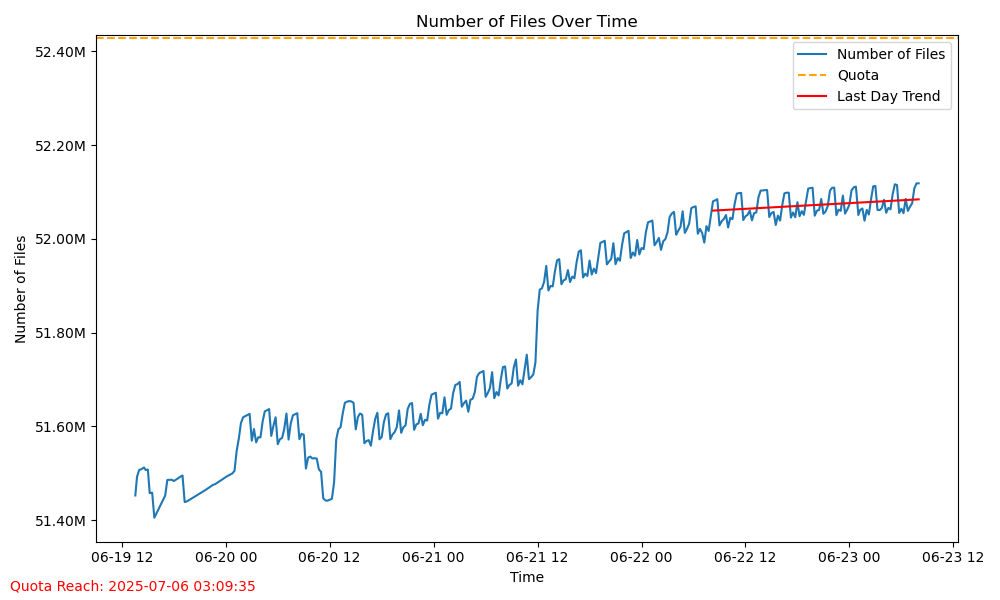 Number of Files Over Time
52.40M
52.20M
52.00M
51.80M
51.60M
51.40M
Number of Files
Number of Files
Quota
Last Day Trend
06-19 12
06-20 00
06-20 12
06-21 00
06-21 12
06-22 00
06-22 12
06-23 00
06-23 12
Time
Quota Reach: 2025-07-06 03:09:35